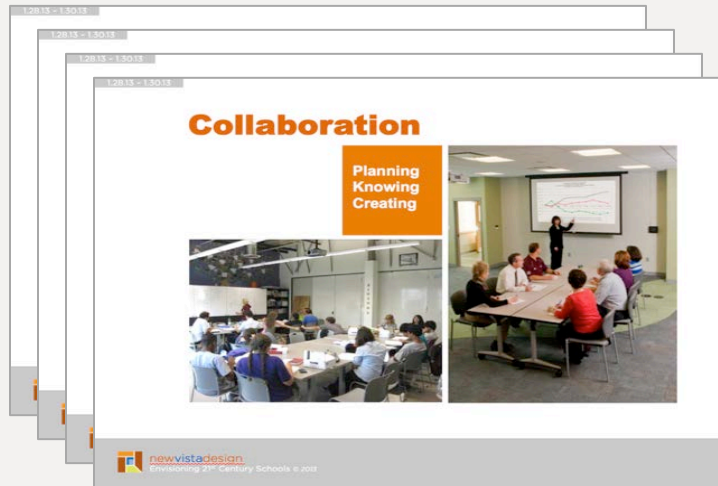 1.28.13 – 1.30.13
1.28.13 – 1.30.13
1.28.13 – 1.30.13
1.28.13 – 1.30.13
Collaboration
Planning
Knowing
Creating
newvistadesign
Envisioning 21st Century Schools © 2013